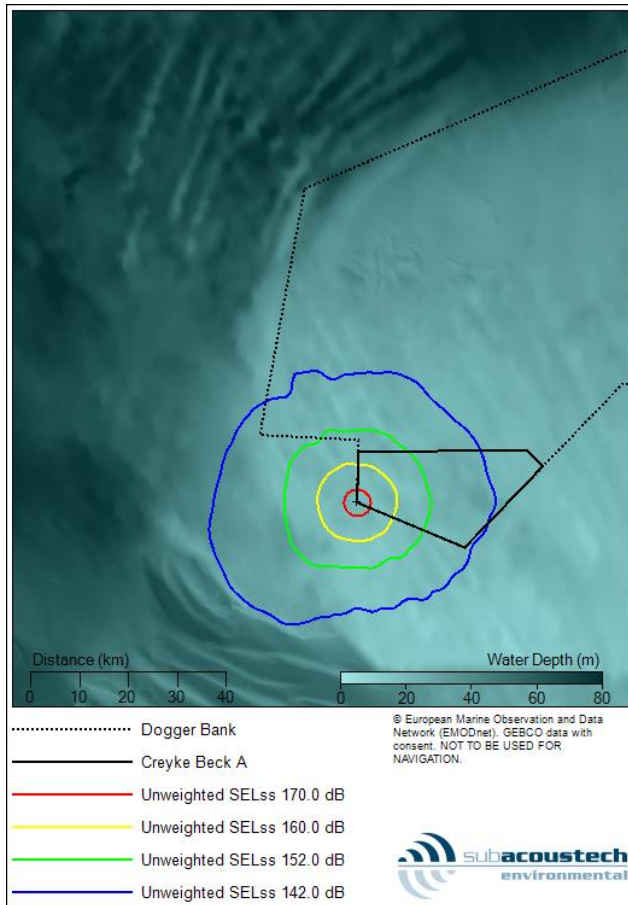 Distance (km)
0 10 20 30 40
Water Depth (m)
0 20 40 60 80
Dogger Bank
Creyke Beck A
Unweighted SELss 170.0 dB
Unweighted SELss 160.0 dB
Unweighted SELss 152.0 dB
Unweighted SELss 142.0 dB
© European Marine Observation and Data
Network (EMODnet). GEBCO data with
consent. NOT TO BE USED FOR
NAVIGATION.
subacoustech
environmental